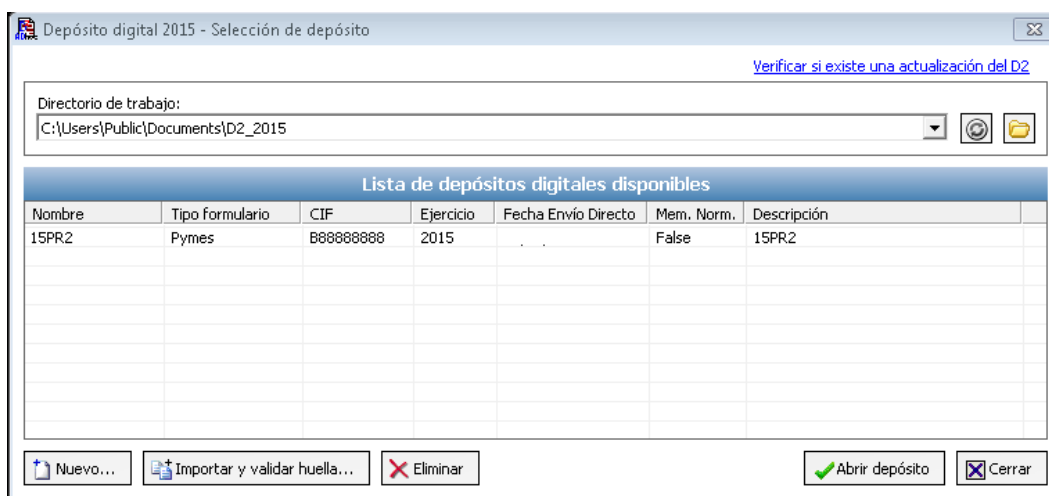 Depósito digital 2015 - Selección de depósito
Verificar si existe una actualización del D2
Directorio de trabajo:
C:\Users\Public\Documents\D2_2015
Lista de depósitos digitales disponibles
Nombre Tipo formulario CIF Ejercicio Fecha Envío Directo Mem. Norm. Descripción
15PR2 Pymes B88888888 2015 False 15PR2
Nuevo... Importar y validar huella... Eliminar Abrir depósito Cerrar